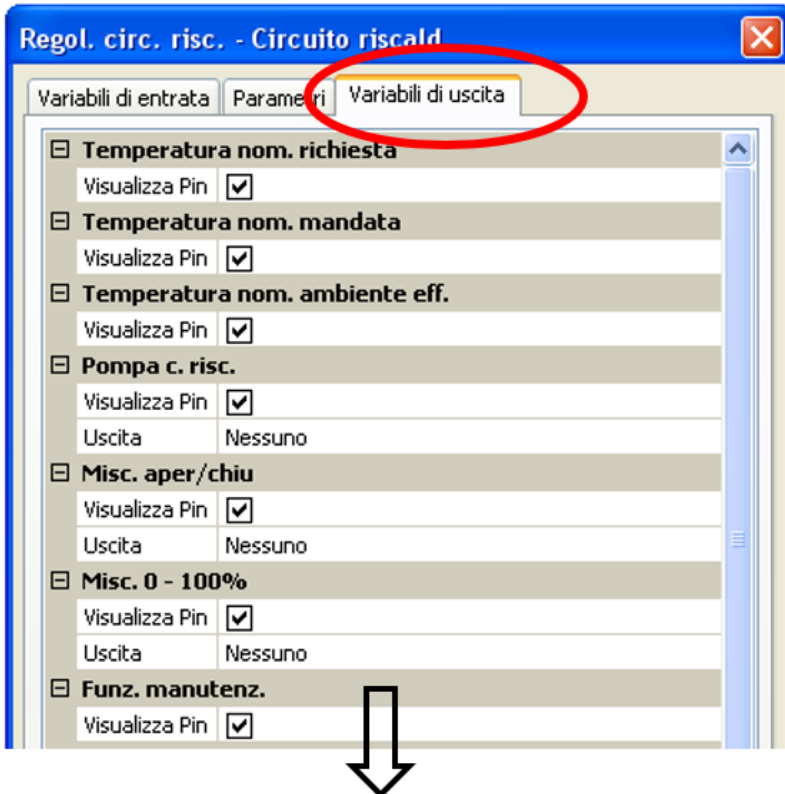 Regol. circ. risc. - Circuito riscald
Variabili di entrata Parametri Variabili di uscita
Temperatura nom. richiesta
Visualizza Pin
Temperatura nom. mandata
Visualizza Pin
Temperatura nom. ambiente eff.
Visualizza Pin
Pompa c. risc.
Visualizza Pin
Uscita Nessuno
Misc. aper/chiu
Visualizza Pin
Uscita Nessuno
Misc. 0 - 100%
Visualizza Pin
Uscita Nessuno
Funz. manutenz.
Visualizza Pin